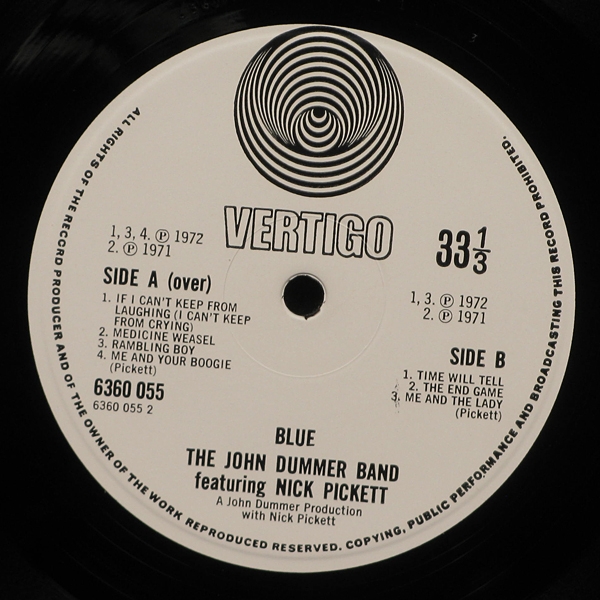 VERTIGO
33 1/3
1, 3, 4. Ⓟ 1972
2. Ⓟ 1971
SIDE A (over)
1. IF I CAN'T KEEP FROM
LAUGHING (I CAN'T KEEP
FROM CRYING)
2. MEDICINE WEASEL
3. RAMBLING BOY
4. ME AND YOUR BOOGIE
(Pickett)
6360 055
6360 055 2
1, 3. Ⓟ 1972
2. Ⓟ 1971
SIDE B
1. TIME WILL TELL
2. THE END GAME
3. ME AND THE LADY
(Pickett)
BLUE
THE JOHN DUMMER BAND
featuring NICK PICKETT
A John Dummer Production
with Nick Pickett
ALL RIGHTS OF THE RECORD PRODUCER AND OF THE OWNER OF THE WORK REPRODUCED RESERVED. COPYING, PUBLIC PERFORMANCE AND BROADCASTING THIS RECORD PROHIBITED.